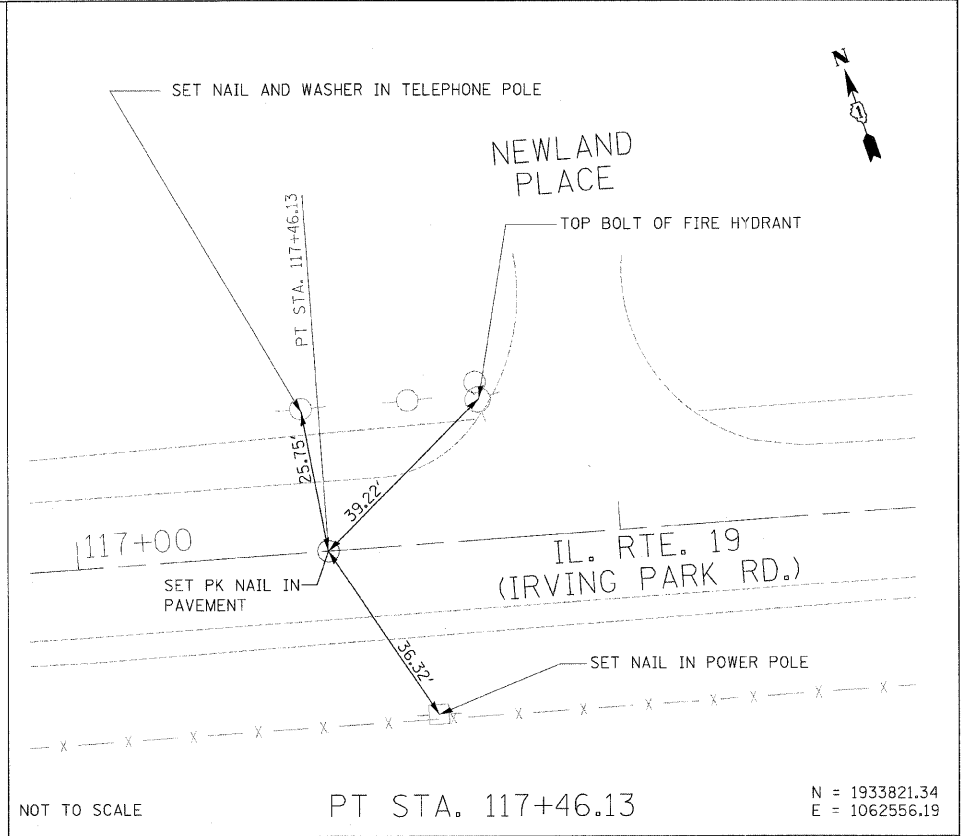 SET NAIL AND WASHER IN TELEPHONE POLE
N
1
NEWLAND
PLACE
PT STA. 117+46.13
TOP BOLT OF FIRE HYDRANT
25.75'
39.22'
117+00
IL. RTE. 19
(IRVING PARK RD.)
SET PK NAIL IN
PAVEMENT
36.32'
SET NAIL IN POWER POLE
X X X X X X X X X X X X X
NOT TO SCALE
PT STA. 117+46.13
N = 1933821.34
E = 1062556.19